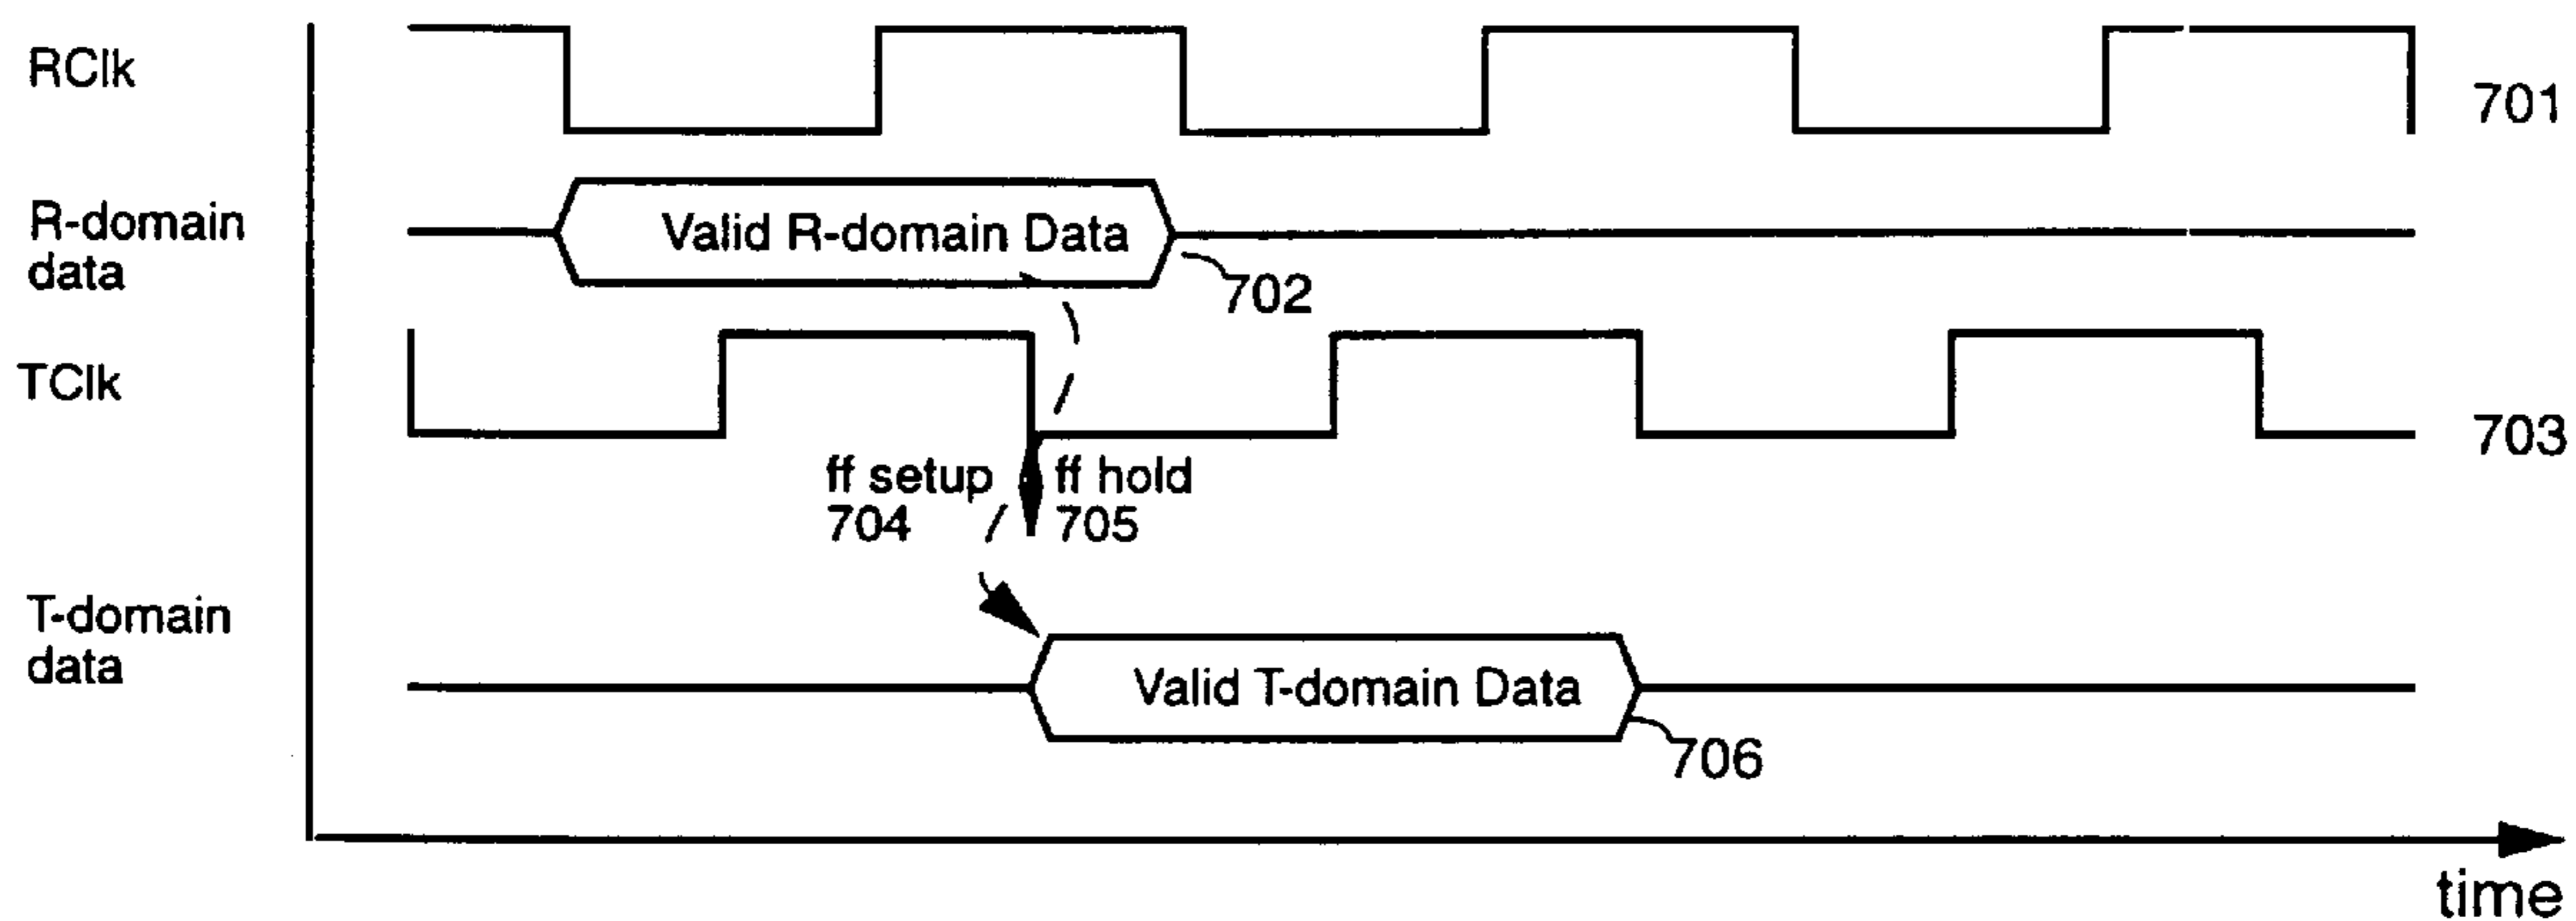 RClk
701
R-domain
data
Valid R-domain Data
702
TClk
703
ff setup
704
ff hold
705
T-domain
data
Valid T-domain Data
706
time